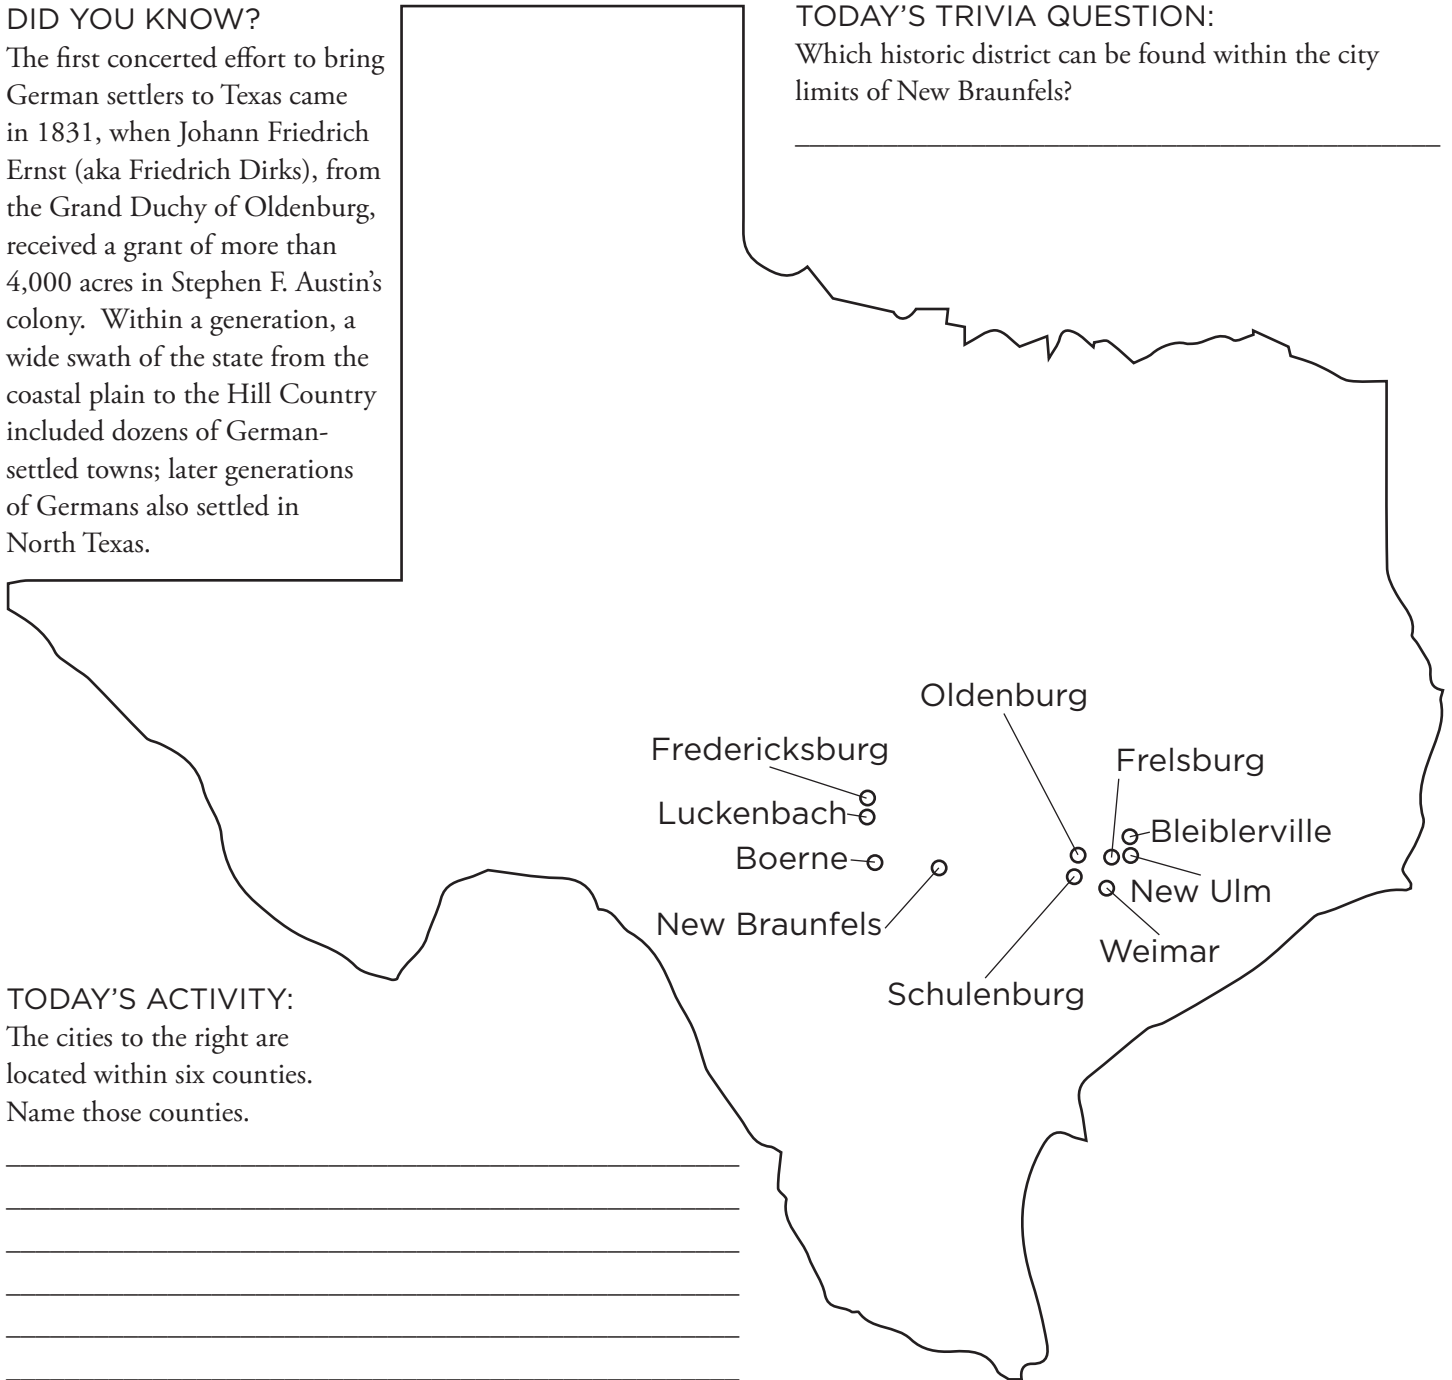 DID YOU KNOW?
The first concerted effort to bring
German settlers to Texas came
in 1831, when Johann Friedrich
Ernst (aka Friedrich Dirks), from
the Grand Duchy of Oldenburg,
received a grant of more than
4,000 acres in Stephen F. Austin’s
colony.  Within a generation, a
wide swath of the state from the
coastal plain to the Hill Country
included dozens of German-
settled towns; later generations
of Germans also settled in
North Texas.
TODAY’S TRIVIA QUESTION:
Which historic district can be found within the city
limits of New Braunfels?
Oldenburg
Fredericksburg
Frelsburg
Luckenbach
Bleiblerville
Boerne
New Ulm
New Braunfels
Weimar
Schulenburg
TODAY’S ACTIVITY:
The cities to the right are
located within six counties.
Name those counties.